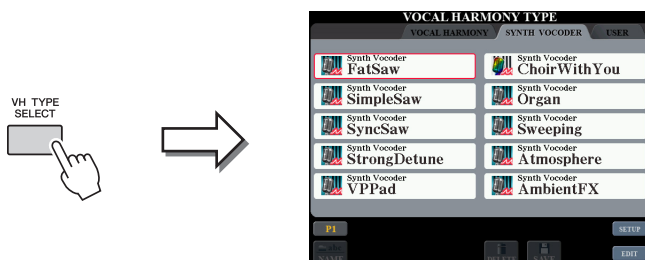 VH TYPE
SELECT
VOCAL HARMONY TYPE
VOCAL HARMONY SYNTH VOCODER USER
Synth Vocoder
FatSaw
Synth Vocoder
ChoirWithYou
Synth Vocoder
SimpleSaw
Synth Vocoder
Organ
Synth Vocoder
SyncSaw
Synth Vocoder
Sweeping
Synth Vocoder
StrongDetune
Synth Vocoder
Atmosphere
Synth Vocoder
VPPad
Synth Vocoder
AmbientFX
P1
SETUP
NAME
DELETE
SAVE
EDIT